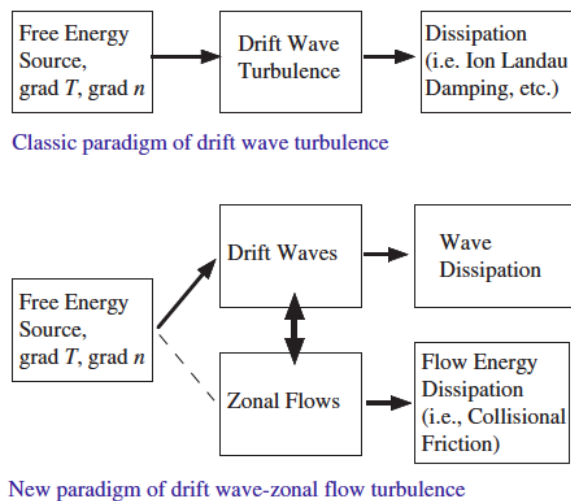 Free Energy
Source,
grad T, grad n
Drift Wave
Turbulence
Dissipation
(i.e. Ion Landau
Damping, etc.)
Classic paradigm of drift wave turbulence
Drift Waves
Wave
Dissipation
Free Energy
Source,
grad T, grad n
Zonal Flows
Flow Energy
Dissipation
(i.e., Collisional
Friction)
New paradigm of drift wave-zonal flow turbulence